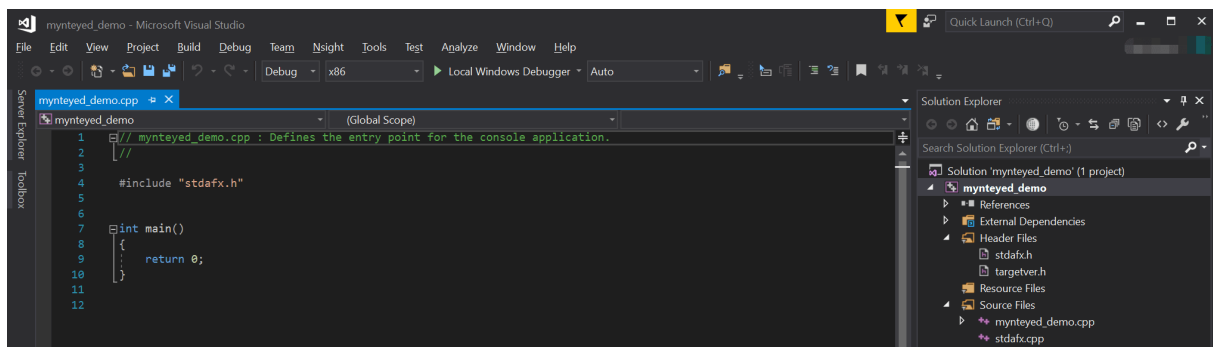 mynteyed_demo - Microsoft Visual Studio
Quick Launch (Ctrl+Q)
File Edit View Project Build Debug Team Nsight Tools Test Analyze Window Help
Debug x86 Local Windows Debugger Auto
Server Explorer
Toolbox
mynteyed_demo.cpp
mynteyed_demo (Global Scope)
1 // mynteyed_demo.cpp : Defines the entry point for the console application.
2 //
3
4 #include "stdafx.h"
5
6
7 int main()
8 {
9 return 0;
10 }
11
12
Solution Explorer
Search Solution Explorer (Ctrl+;)
Solution 'mynteyed_demo' (1 project)
mynteyed_demo
References
External Dependencies
Header Files
stdafx.h
targetver.h
Resource Files
Source Files
mynteyed_demo.cpp
stdafx.cpp